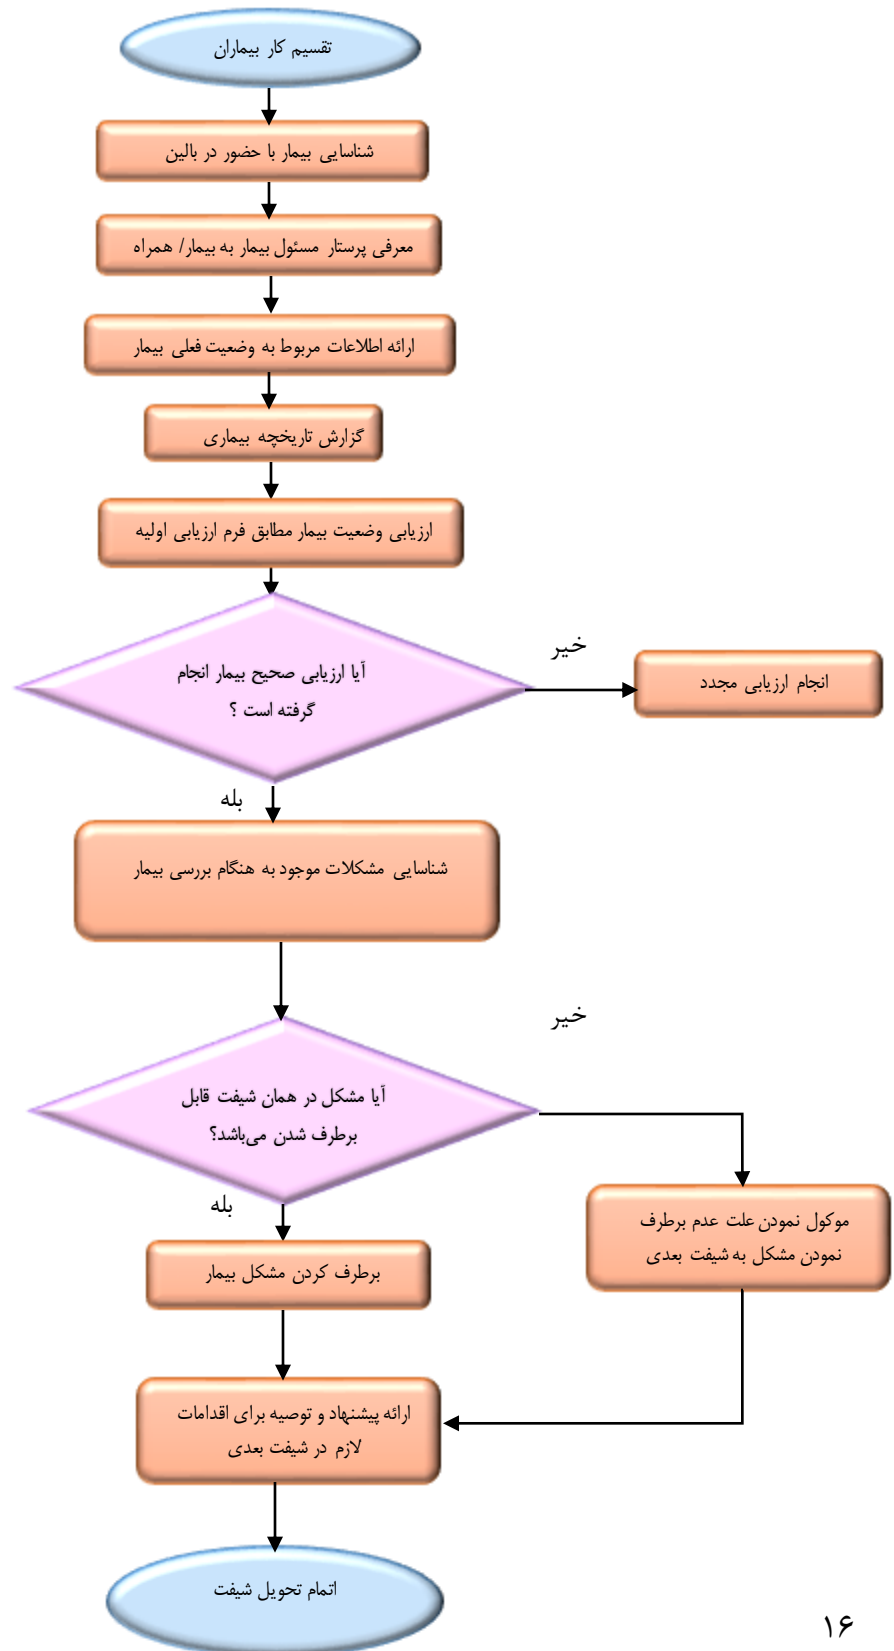 تقسیم کار بیماران
شناسایی بیمار با حضور در بالین
معرفی پرستار مسئول بیمار به بیمار/ همراه
ارائه اطلاعات مربوط به وضعیت فعلی بیمار
گزارش تاریخچه بیماری
ارزیابی وضعیت بیمار مطابق فرم ارزیابی اولیه
آیا ارزیابی صحیح بیمار انجام
گرفته است ؟
خیر
انجام ارزیابی مجدد
بله
شناسایی مشکلات موجود به هنگام بررسی بیمار
آیا مشکل در همان شیفت قابل
برطرف شدن می‌باشد؟
خیر
موکول نمودن علت عدم برطرف
نمودن مشکل به شیفت بعدی
بله
برطرف کردن مشکل بیمار
ارائه پیشنهاد و توصیه برای اقدامات
لازم در شیفت بعدی
اتمام تحویل شیفت
۱۶